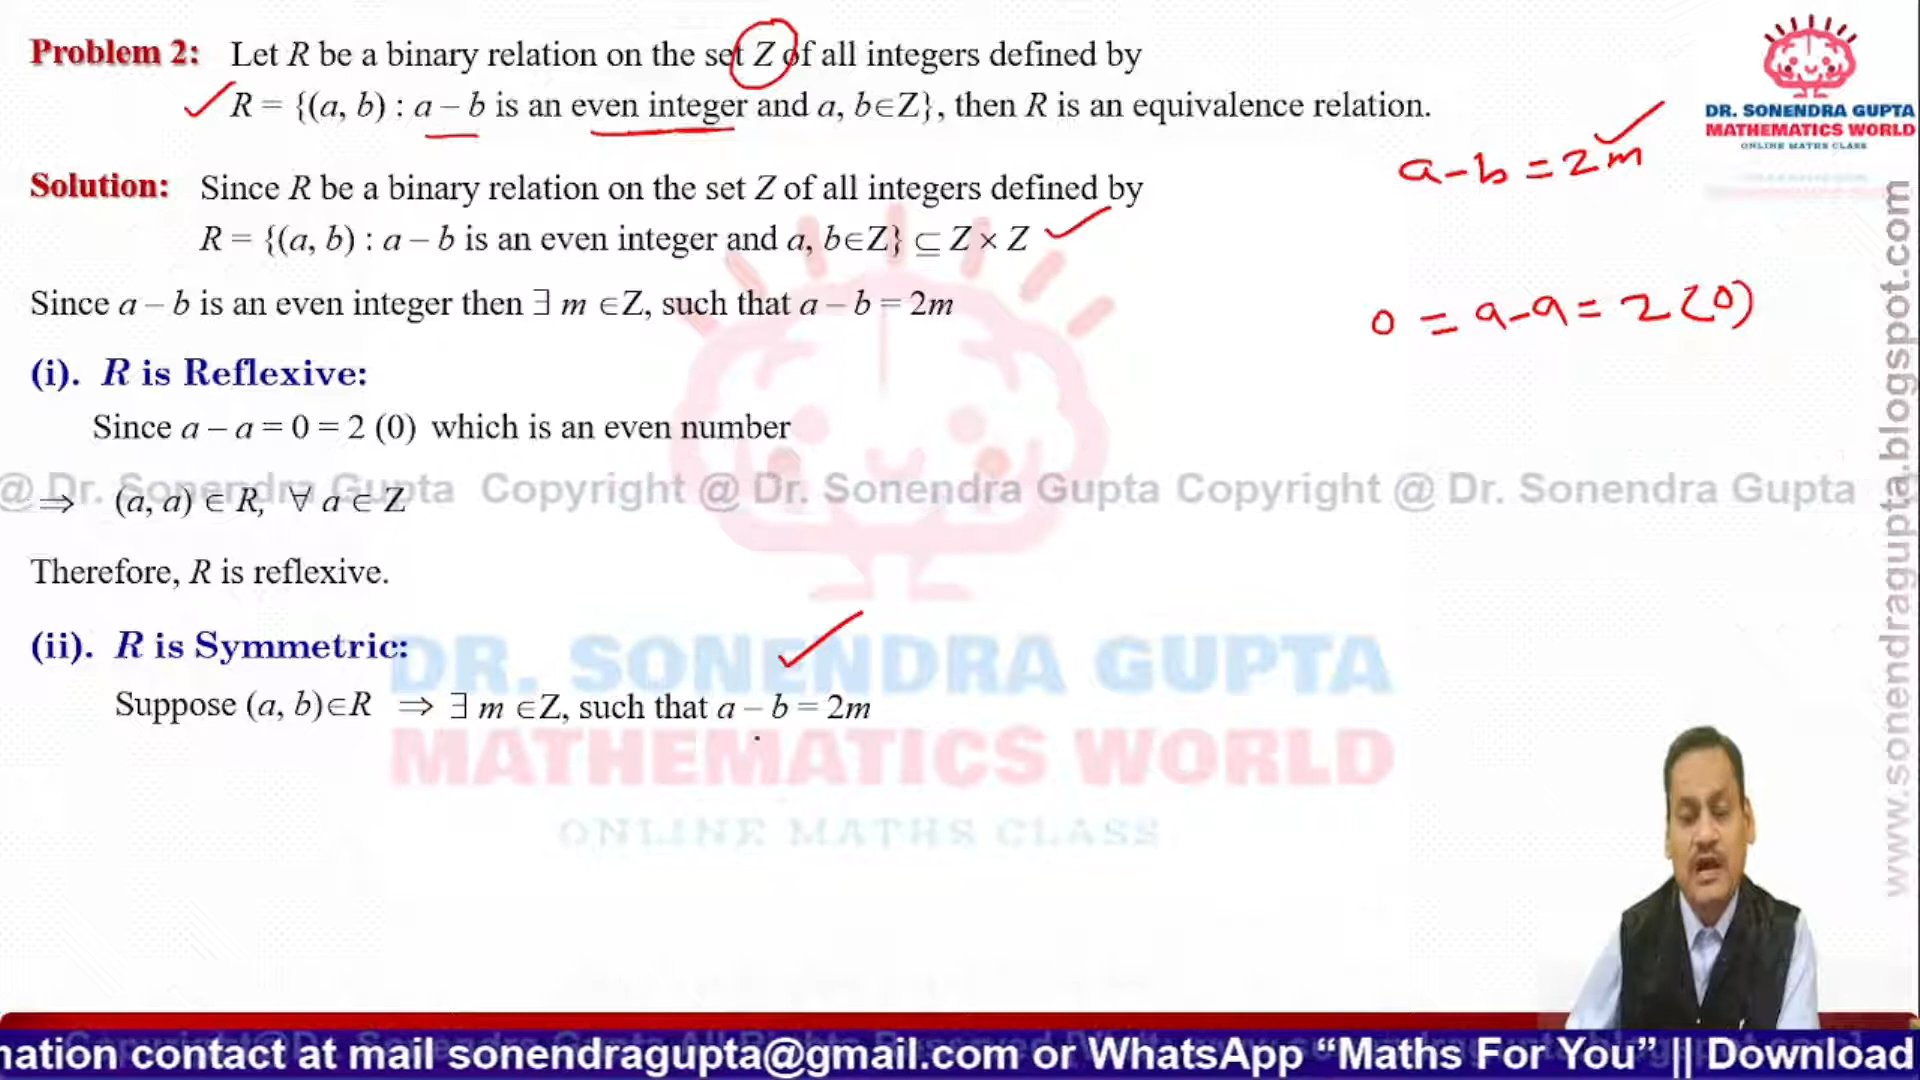 Problem 2: Let R be a binary relation on the set Z of all integers defined by
R = {(a, b) : a – b is an even integer and a, b∈Z}, then R is an equivalence relation.
DR. SONENDRA GUPTA
MATHEMATICS WORLD
ONLINE MATHS CLASS
a-b = 2m
Solution: Since R be a binary relation on the set Z of all integers defined by
R = {(a, b) : a – b is an even integer and a, b∈Z} ⊆ Z × Z
Since a – b is an even integer then ∃ m ∈Z, such that a – b = 2m
0 = a-a = 2(0)
(i). R is Reflexive:
Since a – a = 0 = 2 (0) which is an even number
@ Dr. Sonendra Gupta Copyright @ Dr. Sonendra Gupta Copyright @ Dr. Sonendra Gupta
⇒ (a, a) ∈ R, ∀ a ∈ Z
Therefore, R is reflexive.
(ii). R is Symmetric:
DR. SONENDRA GUPTA
Suppose (a, b)∈R ⇒ ∃ m ∈Z, such that a – b = 2m
MATHEMATICS WORLD
ONLINE MATHS CLASS
www.sonendragupta.blogspot.com
mation contact at mail sonendragupta@gmail.com or WhatsApp “Maths For You” || Download